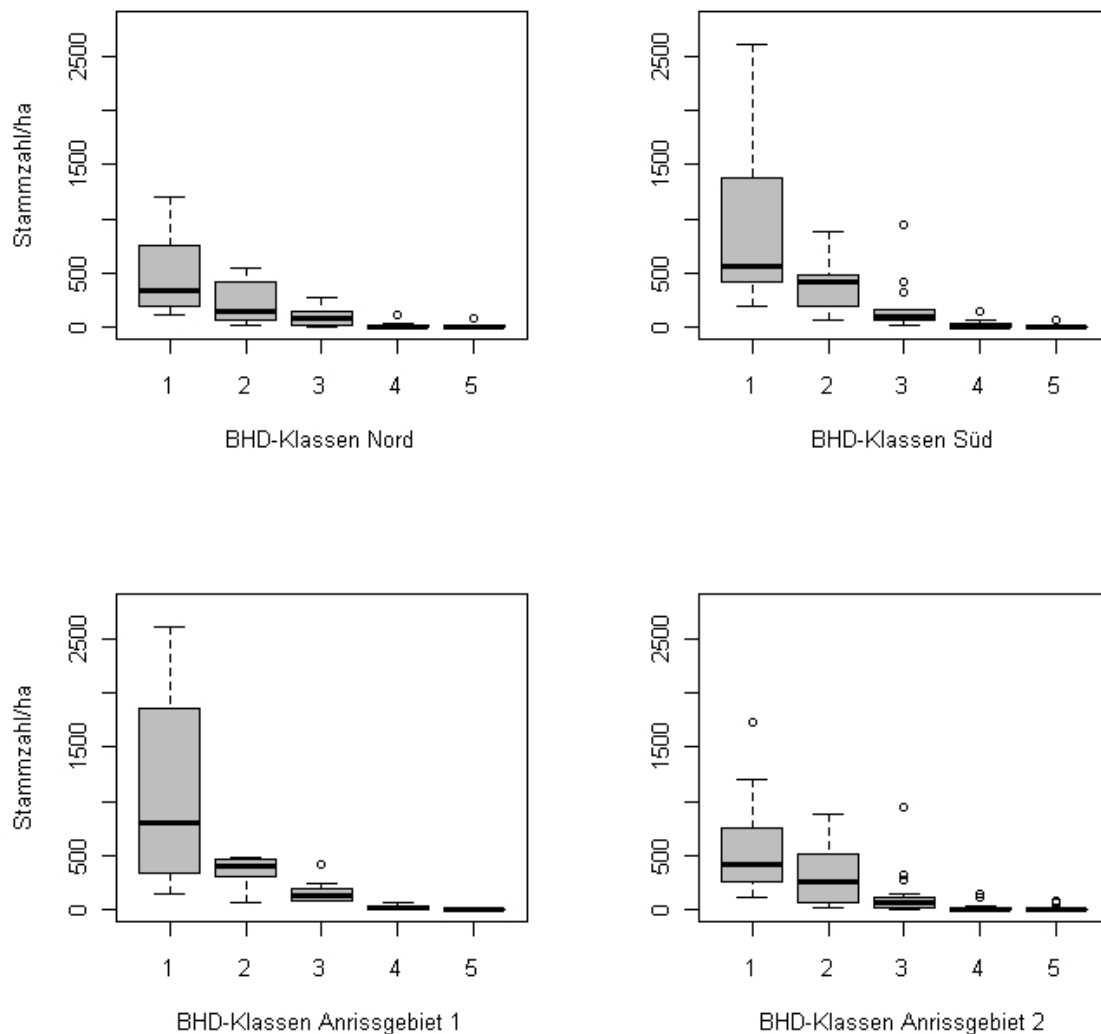 Stammzahl/ha
2500
1500
500
0
1 2 3 4 5
BHD-Klassen Nord
2500
1500
500
0
1 2 3 4 5
BHD-Klassen Süd
Stammzahl/ha
2500
1500
500
0
1 2 3 4 5
BHD-Klassen Anrissgebiet 1
2500
1500
500
0
1 2 3 4 5
BHD-Klassen Anrissgebiet 2